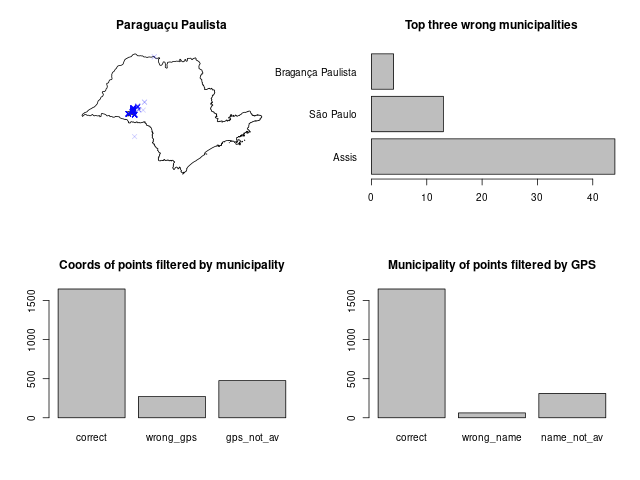 Paraguaçu Paulista
Top three wrong municipalities
Bragança Paulista
São Paulo
Assis
0 10 20 30 40
Coords of points filtered by municipality
1500
1000
500
0
correct wrong_gps gps_not_av
Municipality of points filtered by GPS
1500
1000
500
0
correct wrong_name name_not_av